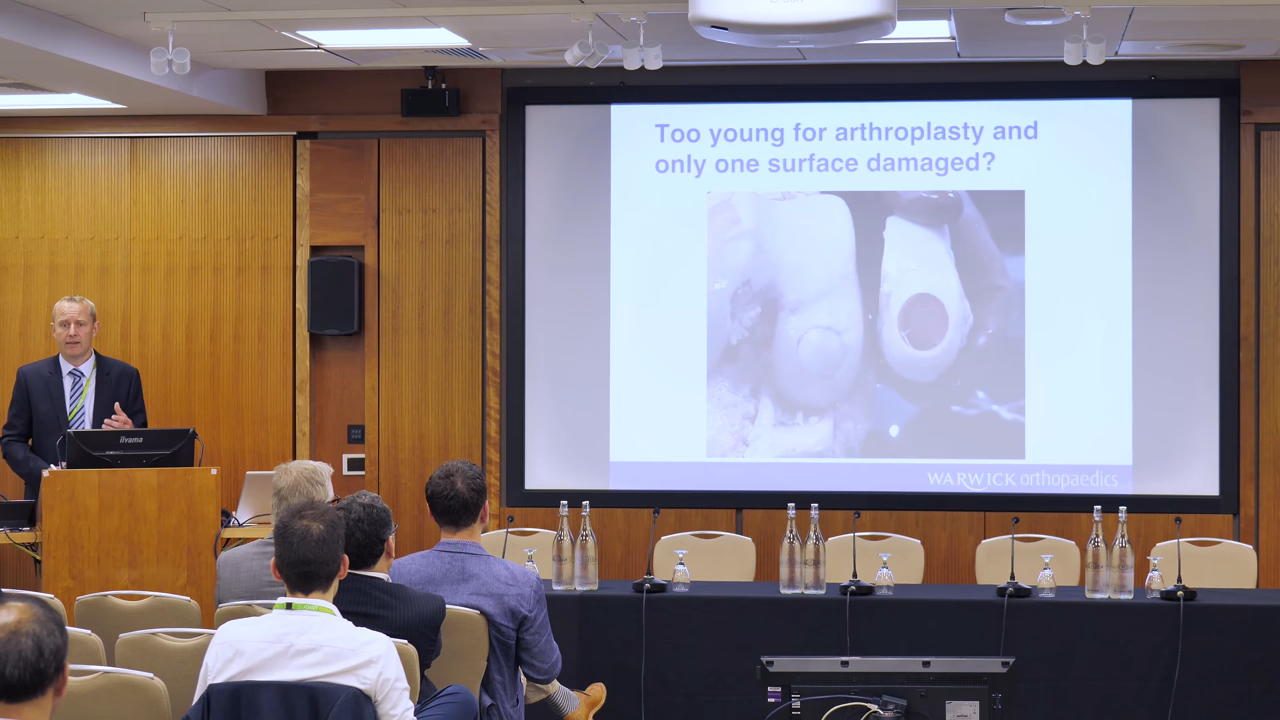 Too young for arthroplasty and
only one surface damaged?
WARWICK orthopaedics
iiyama